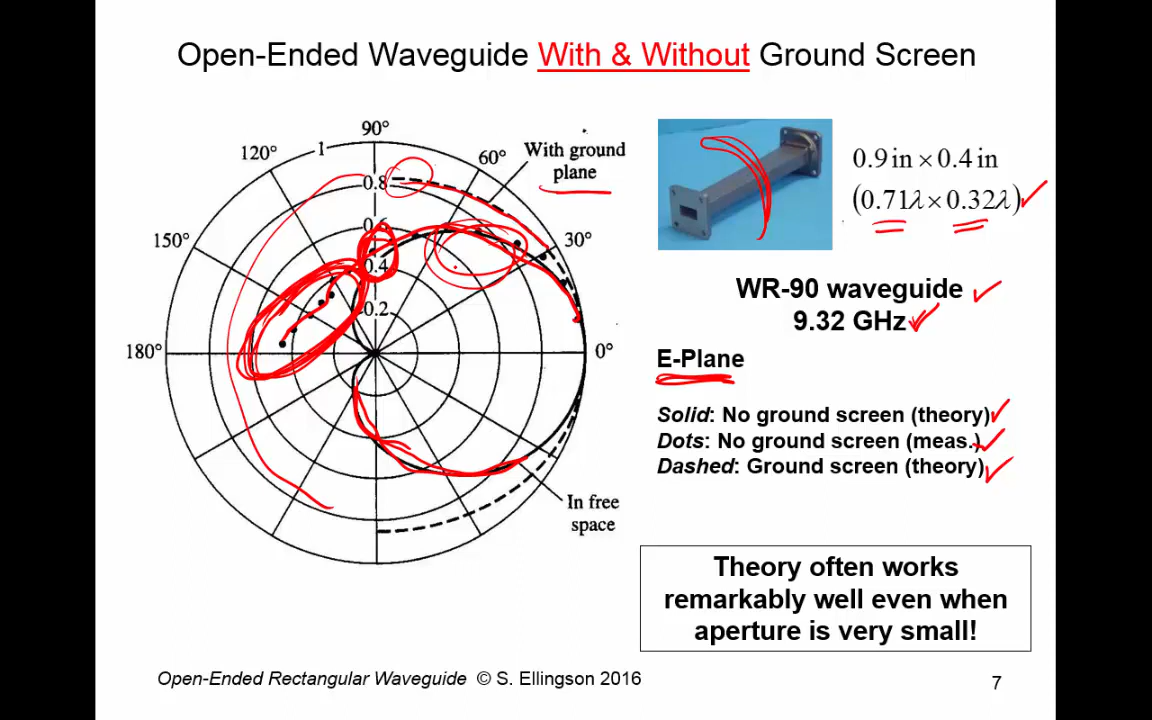 Open-Ended Waveguide With & Without Ground Screen
90°
120°
1
60°
With ground
plane
0.8
0.6
150°
30°
0.4
0.2
180°
0°
In free
space
0.9 in × 0.4 in
(0.71λ × 0.32λ)
WR-90 waveguide
9.32 GHz
E-Plane
Solid: No ground screen (theory)
Dots: No ground screen (meas.)
Dashed: Ground screen (theory)
Theory often works
remarkably well even when
aperture is very small!
Open-Ended Rectangular Waveguide © S. Ellingson 2016
7